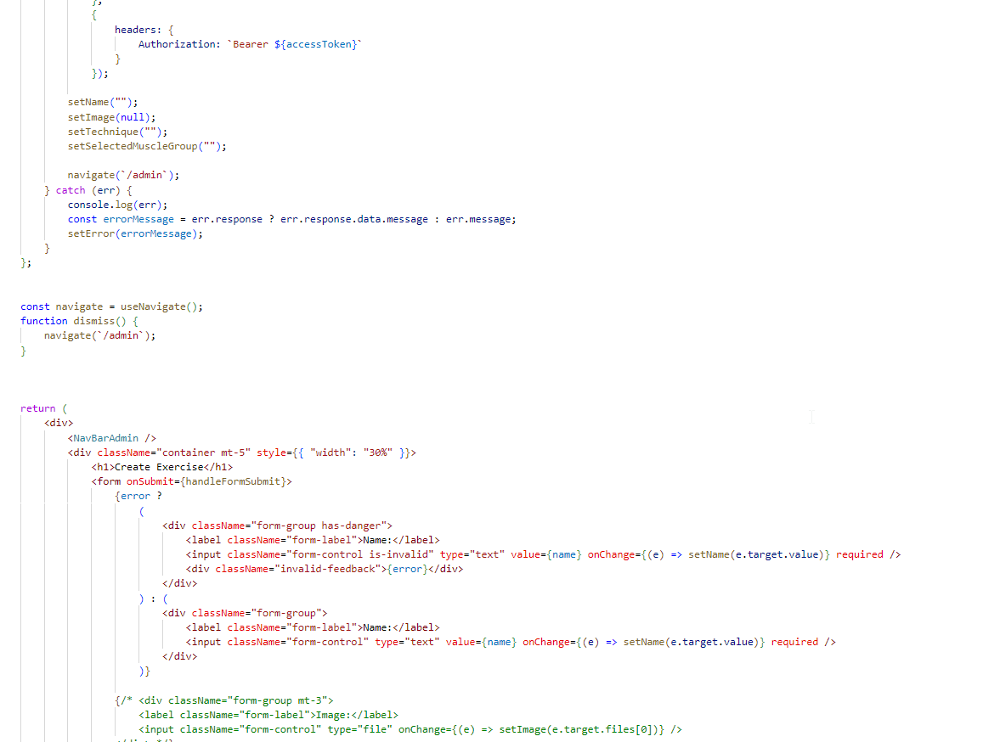 },
{
headers: {
Authorization: `Bearer ${accessToken}`
}
});
setName("");
setImage(null);
setTechnique("");
setSelectedMuscleGroup("");
navigate(`/admin`);
} catch (err) {
console.log(err);
const errorMessage = err.response ? err.response.data.message : err.message;
setError(errorMessage);
}
};
const navigate = useNavigate();
function dismiss() {
navigate(`/admin`);
}
return (
<div>
<NavBarAdmin />
<div className="container mt-5" style={{ "width": "30%" }}>
<h1>Create Exercise</h1>
<form onSubmit={handleFormSubmit}>
{error ?
(
<div className="form-group has-danger">
<label className="form-label">Name:</label>
<input className="form-control is-invalid" type="text" value={name} onChange={(e) => setName(e.target.value)} required />
<div className="invalid-feedback">{error}</div>
</div>
) : (
<div className="form-group">
<label className="form-label">Name:</label>
<input className="form-control" type="text" value={name} onChange={(e) => setName(e.target.value)} required />
</div>
)}
{/* <div className="form-group mt-3">
<label className="form-label">Image:</label>
<input className="form-control" type="file" onChange={(e) => setImage(e.target.files[0])} />
</div> */}